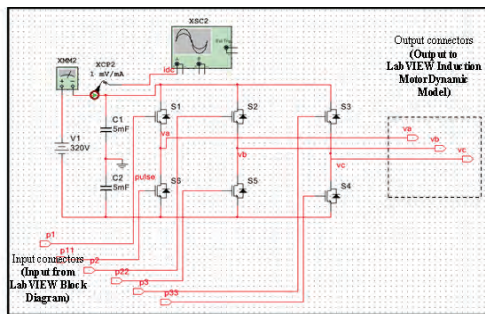 XSC2
XMM2
XCP2
1 mV/mA
idc
Output connectors
(Output to
LabVIEW Induction
MotorDynamic
Model)
S1
S2
S3
C1
5mF
va
va
vb
vb
vc
vc
V1
320V
C2
5mF
pulse
S6
S5
S4
p1
p11
p2
p22
p3
p33
Input connectors
(Input from
LabVIEW Block
Diagram)